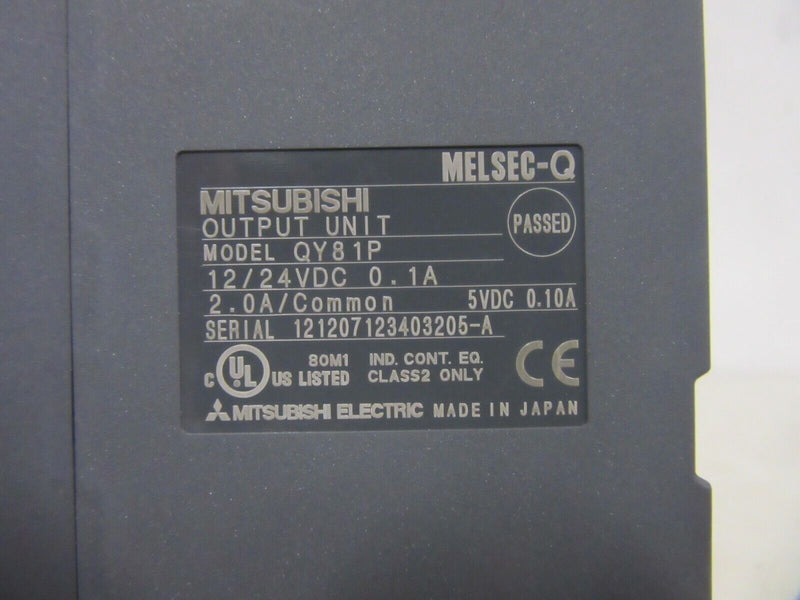 MELSEC-Q
MITSUBISHI
OUTPUT UNIT
PASSED
MODEL QY81P
12/24VDC 0.1A
2.0A/Common 5VDC 0.10A
SERIAL 121207123403205-A
C UL US LISTED 80M1 IND. CONT. EQ.
CLASS2 ONLY
CE
MITSUBISHI ELECTRIC MADE IN JAPAN